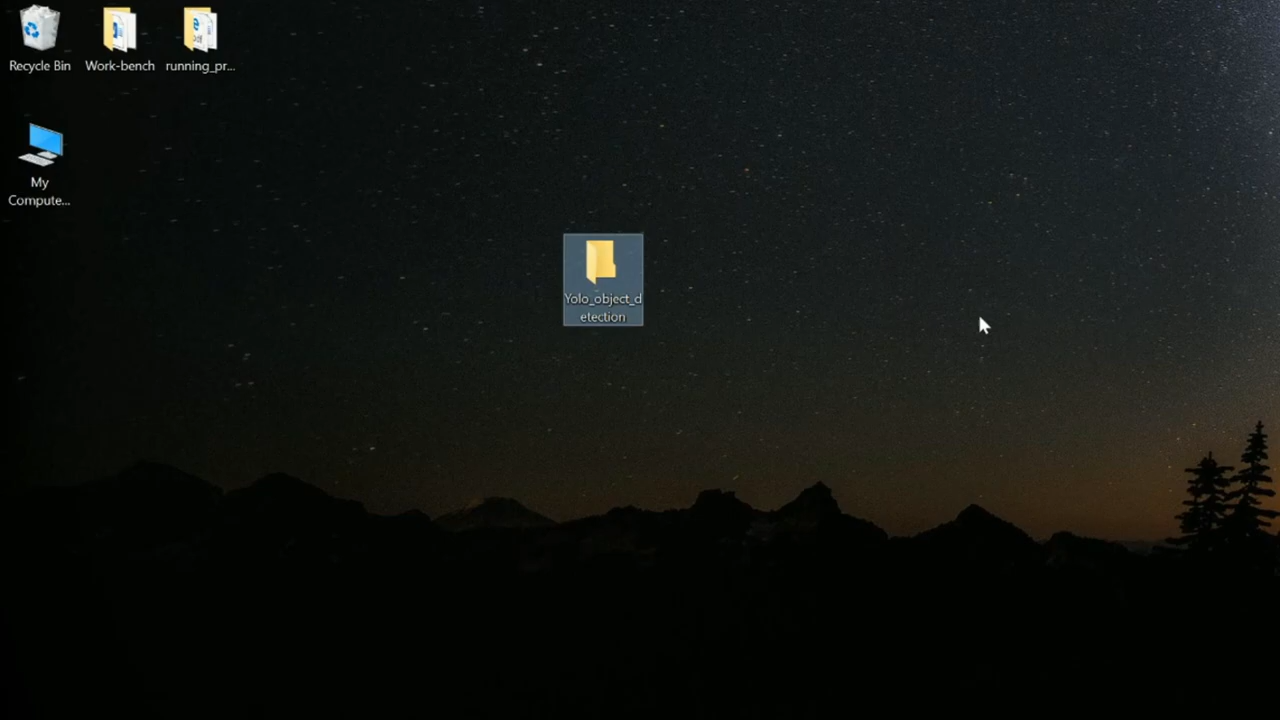 Recycle Bin
Work-bench
running_pr...
My
Compute...
Yolo_object_d
etection